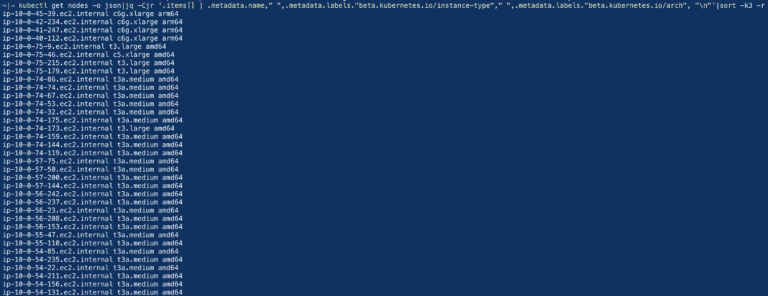 ~|⇒ kubectl get nodes -o json|jq -Cjr '.items[] | .metadata.name," ",.metadata.labels."beta.kubernetes.io/instance-type"," ",.metadata.labels."beta.kubernetes.io/arch", "\n"'|sort -k3 -r
ip-10-0-45-39.ec2.internal c6g.xlarge arm64
ip-10-0-42-234.ec2.internal c6g.xlarge arm64
ip-10-0-41-247.ec2.internal c6g.xlarge arm64
ip-10-0-40-112.ec2.internal c6g.xlarge arm64
ip-10-0-75-9.ec2.internal t3.large amd64
ip-10-0-75-46.ec2.internal c5.xlarge amd64
ip-10-0-75-215.ec2.internal t3.large amd64
ip-10-0-75-179.ec2.internal t3.large amd64
ip-10-0-74-86.ec2.internal t3a.medium amd64
ip-10-0-74-74.ec2.internal t3a.medium amd64
ip-10-0-74-67.ec2.internal t3a.medium amd64
ip-10-0-74-53.ec2.internal t3a.medium amd64
ip-10-0-74-32.ec2.internal t3a.medium amd64
ip-10-0-74-175.ec2.internal t3a.medium amd64
ip-10-0-74-173.ec2.internal t3.large amd64
ip-10-0-74-159.ec2.internal t3a.medium amd64
ip-10-0-74-144.ec2.internal t3a.medium amd64
ip-10-0-74-119.ec2.internal t3a.medium amd64
ip-10-0-57-75.ec2.internal t3a.medium amd64
ip-10-0-57-50.ec2.internal t3a.medium amd64
ip-10-0-57-200.ec2.internal t3a.medium amd64
ip-10-0-57-144.ec2.internal t3a.medium amd64
ip-10-0-56-242.ec2.internal t3a.medium amd64
ip-10-0-56-237.ec2.internal t3a.medium amd64
ip-10-0-56-23.ec2.internal t3a.medium amd64
ip-10-0-56-208.ec2.internal t3a.medium amd64
ip-10-0-56-153.ec2.internal t3a.medium amd64
ip-10-0-55-47.ec2.internal t3a.medium amd64
ip-10-0-55-110.ec2.internal t3a.medium amd64
ip-10-0-54-85.ec2.internal t3a.medium amd64
ip-10-0-54-235.ec2.internal t3a.medium amd64
ip-10-0-54-22.ec2.internal t3a.medium amd64
ip-10-0-54-211.ec2.internal t3a.medium amd64
ip-10-0-54-156.ec2.internal t3a.medium amd64
ip-10-0-54-131.ec2.internal t3a.medium amd64